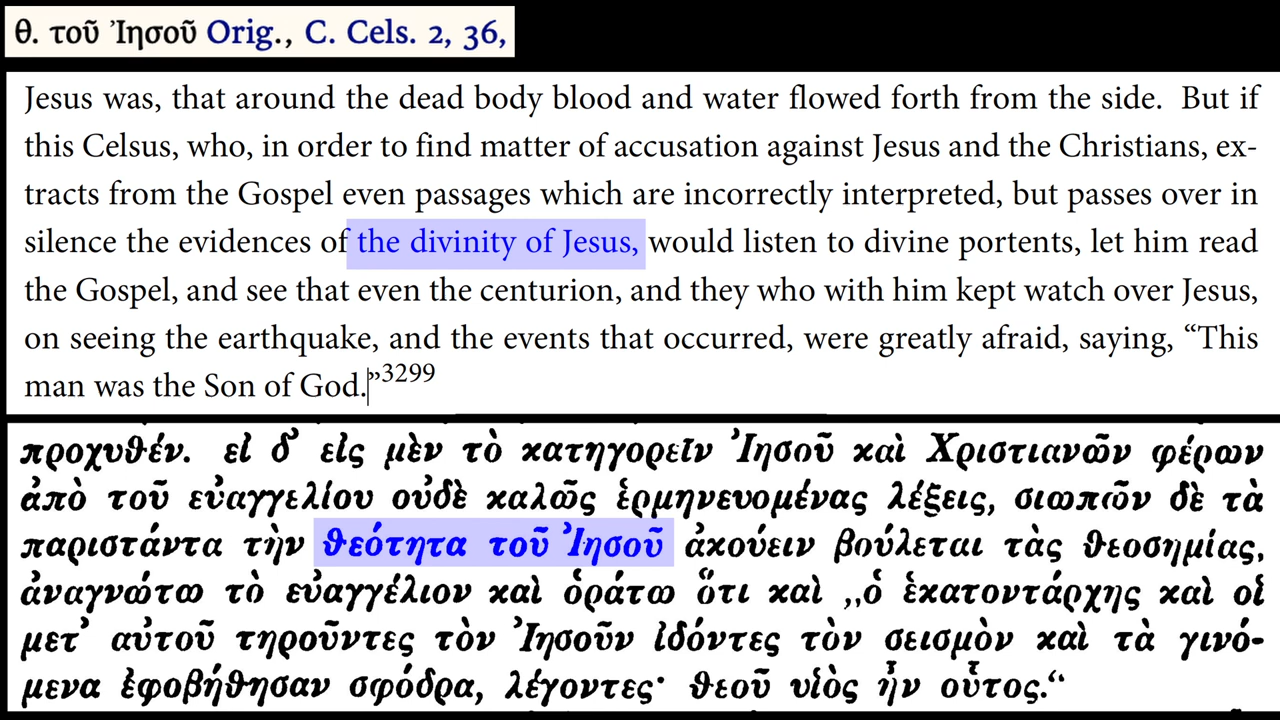 θ. τοῦ Ἰησοῦ Orig., C. Cels. 2, 36,
Jesus was, that around the dead body blood and water flowed forth from the side. But if
this Celsus, who, in order to find matter of accusation against Jesus and the Christians, ex-
tracts from the Gospel even passages which are incorrectly interpreted, but passes over in
silence the evidences of the divinity of Jesus, would listen to divine portents, let him read
the Gospel, and see that even the centurion, and they who with him kept watch over Jesus,
on seeing the earthquake, and the events that occurred, were greatly afraid, saying, “This
man was the Son of God.”3299
προχυθέν. εἰ δ' εἰς μὲν τὸ κατηγορεῖν Ἰησοῦ καὶ Χριστιανῶν φέρων
ἀπὸ τοῦ εὐαγγελίου οὐδὲ καλῶς ἑρμηνευομένας λέξεις, σιωπῶν δὲ τὰ
παριστάντα τὴν θεότητα τοῦ Ἰησοῦ ἀκούειν βούλεται τὰς θεοσημίας,
ἀναγνώτω τὸ εὐαγγέλιον καὶ ὁράτω ὅτι καὶ „ὁ ἑκατοντάρχης καὶ οἱ
μετ' αὐτοῦ τηροῦντες τὸν Ἰησοῦν ἰδόντες τὸν σεισμὸν καὶ τὰ γινό-
μενα ἐφοβήθησαν σφόδρα, λέγοντες· θεοῦ υἱὸς ἦν οὗτος.“